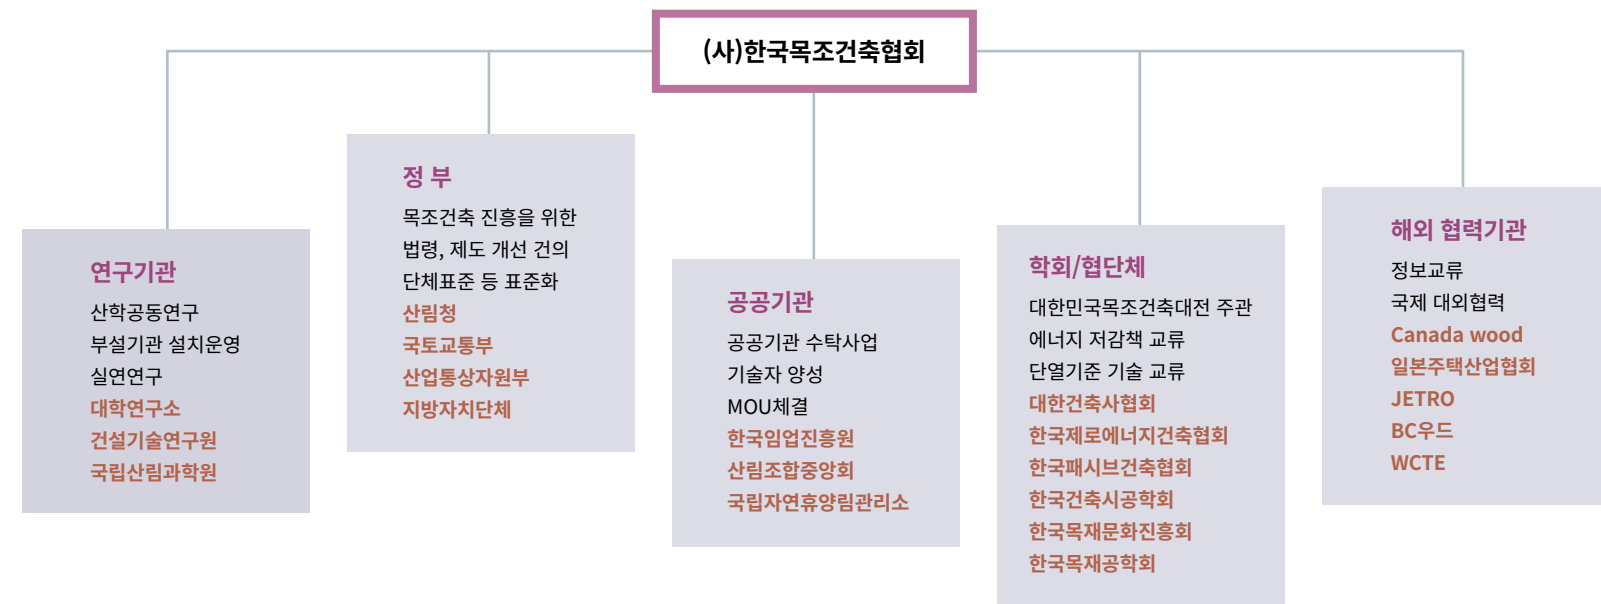 (사)한국목조건축협회
연구기관
산학공동연구
부설기관 설치운영
실연연구
대학연구소
건설기술연구원
국립산림과학원
정 부
목조건축 진흥을 위한
법령, 제도 개선 건의
단체표준 등 표준화
산림청
국토교통부
산업통상자원부
지방자치단체
공공기관
공공기관 수탁사업
기술자 양성
MOU체결
한국임업진흥원
산림조합중앙회
국립자연휴양림관리소
학회/협단체
대한민국목조건축대전 주관
에너지 저감책 교류
단열기준 기술 교류
대한건축사협회
한국제로에너지건축협회
한국패시브건축협회
한국건축시공학회
한국목재문화진흥회
한국목재공학회
해외 협력기관
정보교류
국제 대외협력
Canada wood
일본주택산업협회
JETRO
BC우드
WCTE